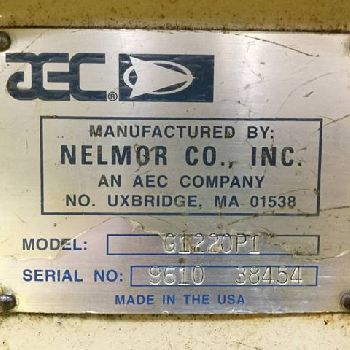 AEC®
MANUFACTURED BY:
NELMOR CO., INC.
AN AEC COMPANY
NO. UXBRIDGE, MA 01538
MODEL: G1220P1
SERIAL NO: 9610 38454
MADE IN THE USA